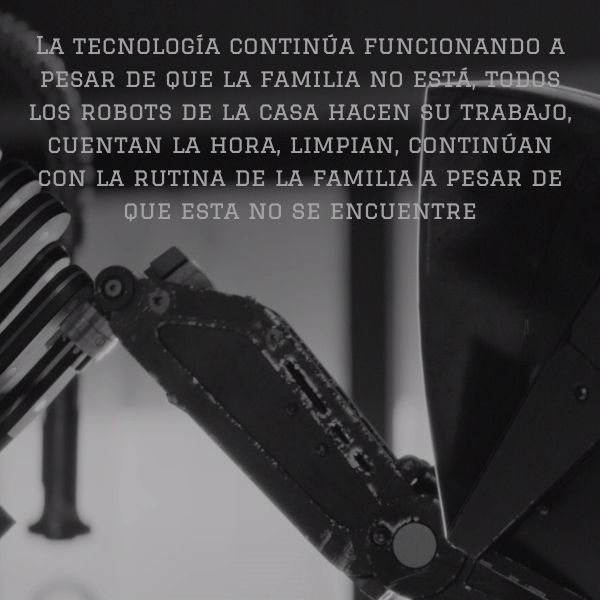 La tecnología continúa funcionando a
pesar de que la familia no está, todos
los robots de la casa hacen su trabajo,
cuentan la hora, limpian, continúan
con la rutina de la familia a pesar de
que esta no se encuentre